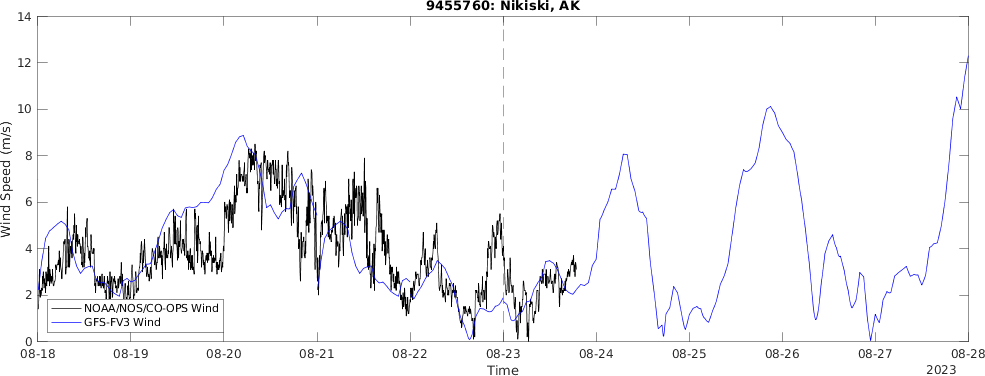 9455760: Nikiski, AK
14
12
10
8
6
4
2
0
Wind Speed (m/s)
NOAA/NOS/CO-OPS Wind
GFS-FV3 Wind
08-18 08-19 08-20 08-21 08-22 08-23 08-24 08-25 08-26 08-27 08-28
Time
2023